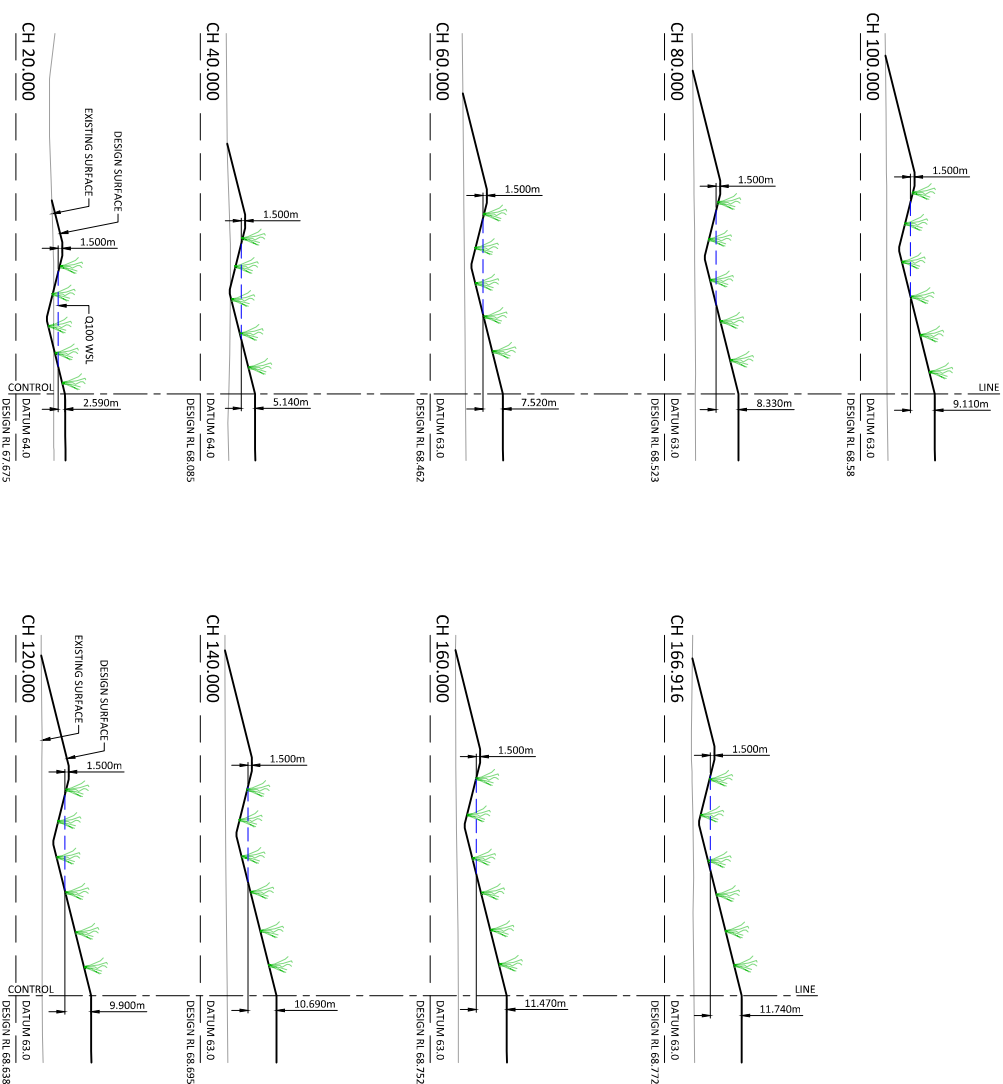 CH 100.000
1.500m
LINE
9.110m
DATUM 63.0
DESIGN RL 68.58
CH 80.000
1.500m
8.330m
DATUM 63.0
DESIGN RL 68.523
CH 60.000
1.500m
7.520m
DATUM 63.0
DESIGN RL 68.462
CH 40.000
1.500m
5.140m
DATUM 64.0
DESIGN RL 68.085
CH 20.000
DESIGN SURFACE
EXISTING SURFACE
1.500m
Q100 WSL
CONTROL
2.590m
DATUM 64.0
DESIGN RL 67.675
CH 166.916
1.500m
LINE
11.740m
DATUM 63.0
DESIGN RL 68.772
CH 160.000
1.500m
11.470m
DATUM 63.0
DESIGN RL 68.752
CH 140.000
1.500m
10.690m
DATUM 63.0
DESIGN RL 68.695
CH 120.000
DESIGN SURFACE
EXISTING SURFACE
1.500m
CONTROL
9.900m
DATUM 63.0
DESIGN RL 68.638